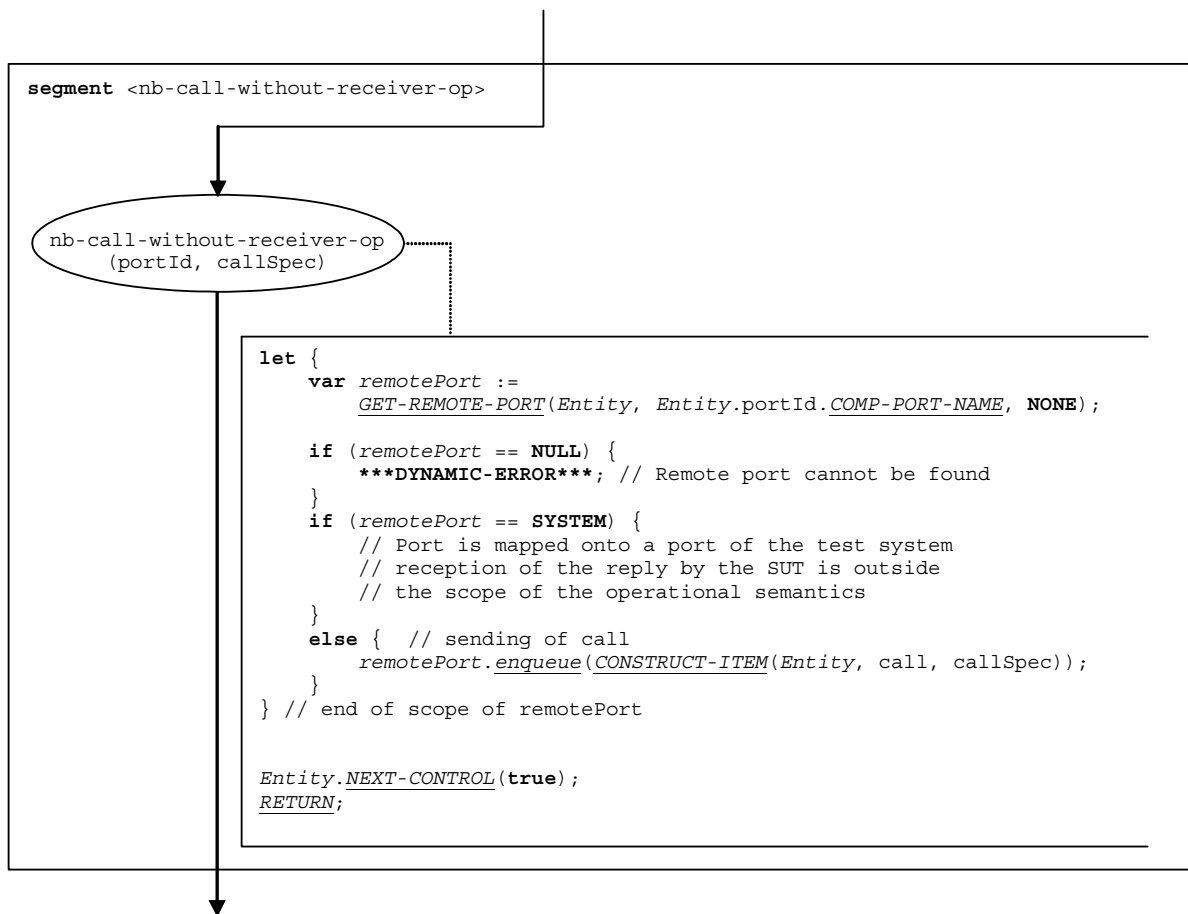 segment <nb-call-without-receiver-op>
nb-call-without-receiver-op
(portId, callSpec)
let {
var remotePort :=
GET-REMOTE-PORT(Entity, Entity.portId.COMP-PORT-NAME, NONE);
if (remotePort == NULL) {
***DYNAMIC-ERROR***; // Remote port cannot be found
}
if (remotePort == SYSTEM) {
// Port is mapped onto a port of the test system
// reception of the reply by the SUT is outside
// the scope of the operational semantics
}
else { // sending of call
remotePort.enqueue(CONSTRUCT-ITEM(Entity, call, callSpec));
}
} // end of scope of remotePort
Entity.NEXT-CONTROL(true);
RETURN;